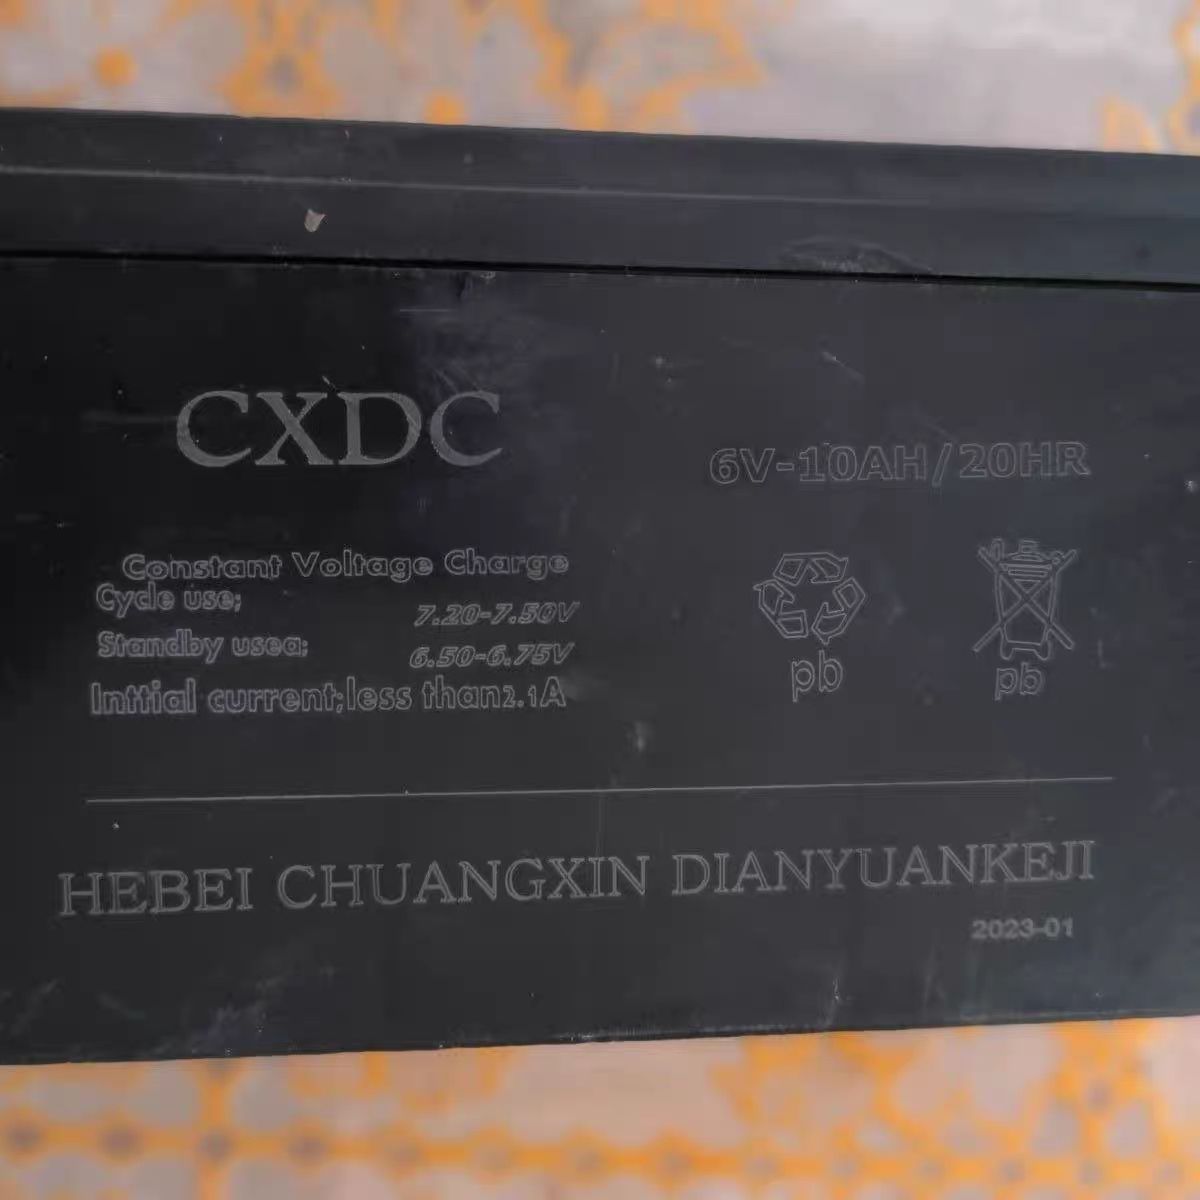 CXDC
6V-10AH/20HR
Constant Voltage Charge
Cycle use;
7.20-7.50V
Standby usea:
6.50-6.75V
Inttial current;less than2.1A
pb
pb
HEBEI CHUANGXIN DIANYUANKEJI
2023-01